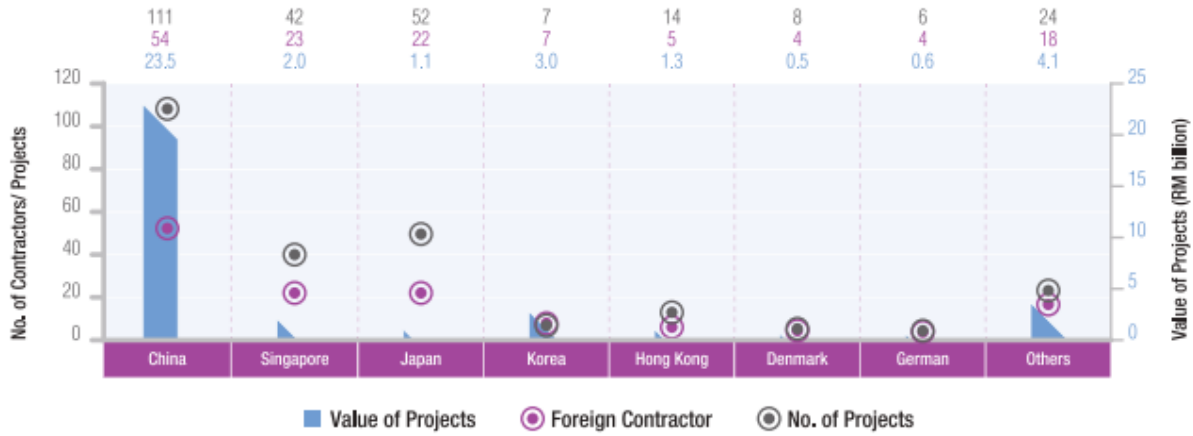 111 42 52 7 14 8 6 24
54 23 22 7 5 4 4 18
23.5 2.0 1.1 3.0 1.3 0.5 0.6 4.1
No. of Contractors/ Projects
120
100
80
60
40
20
0
25
20
15
10
5
0
Value of Projects (RM billion)
China Singapore Japan Korea Hong Kong Denmark German Others
Value of Projects Foreign Contractor No. of Projects